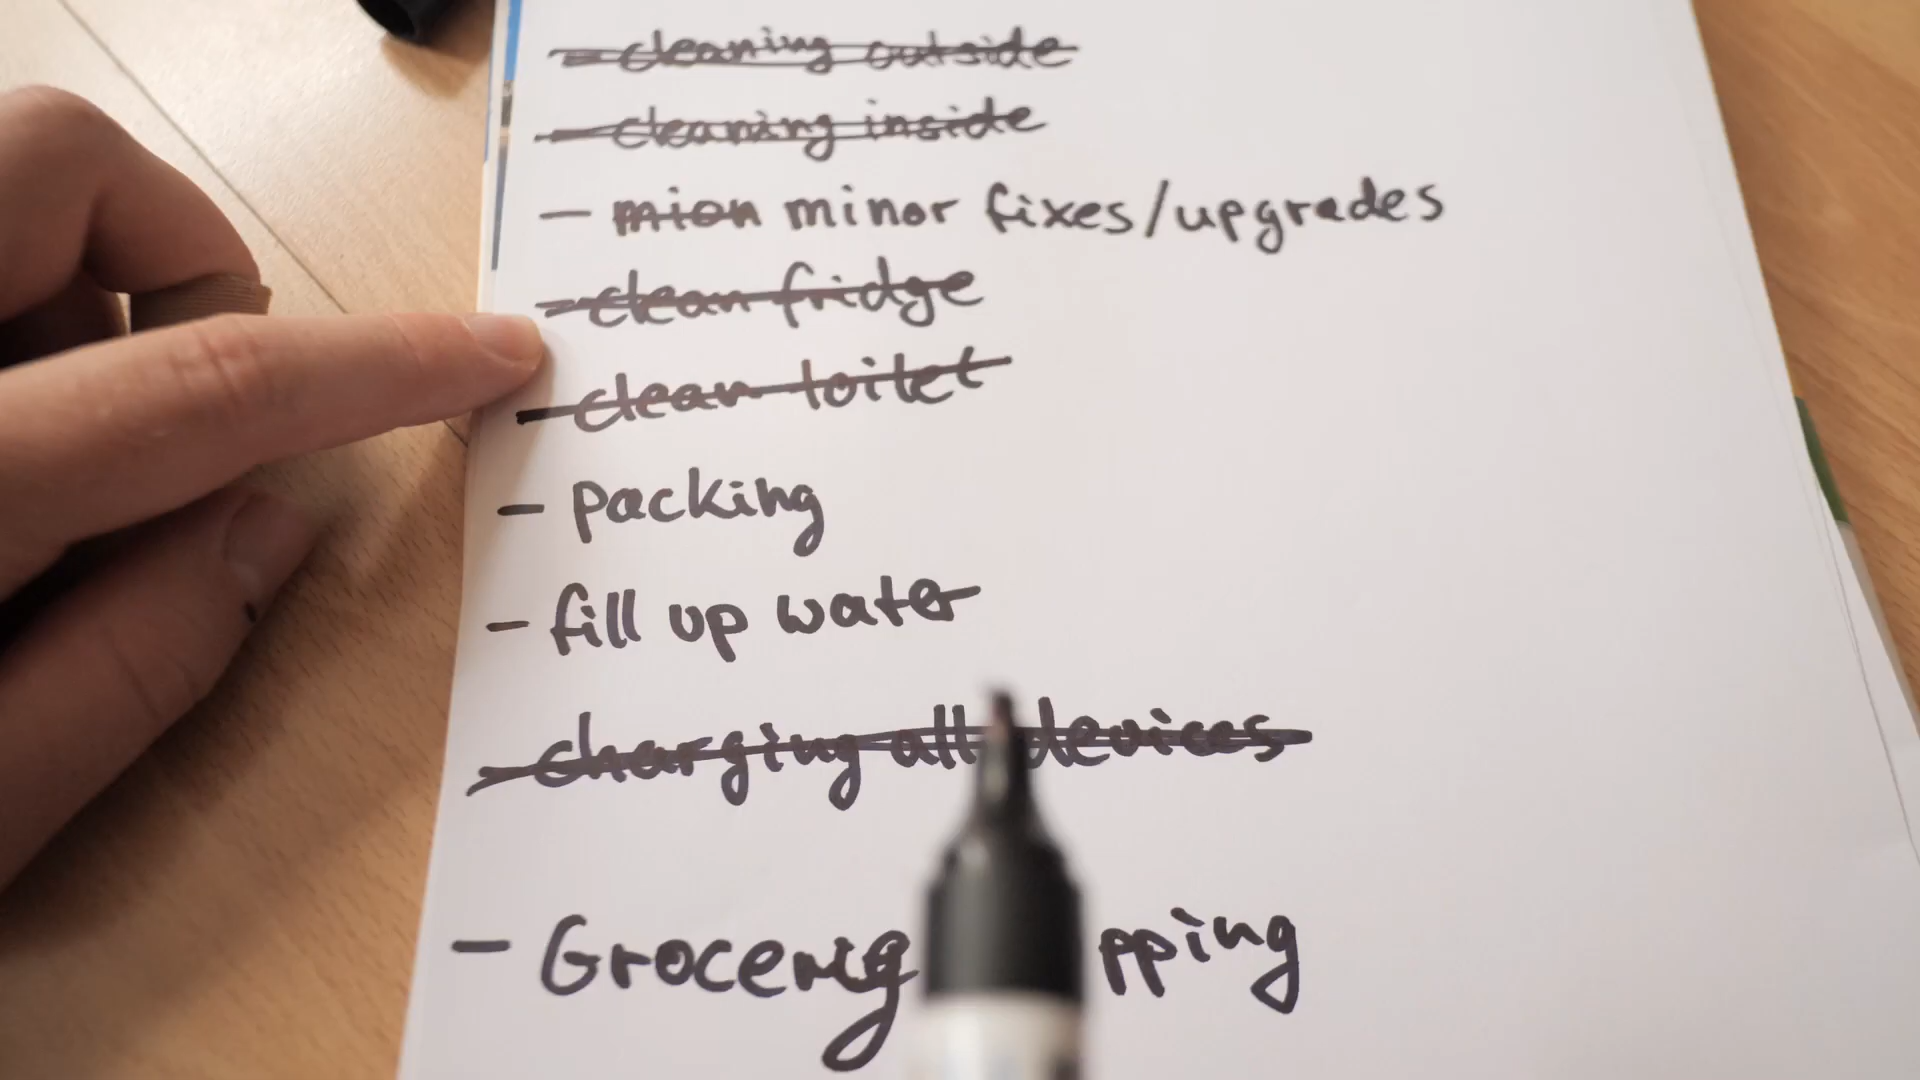 - cleaning outside
- cleaning inside
- mion minor fixes/upgrades
- clean fridge
- clean toilet
- packing
- fill up water
- charging all devices
- Grocery pping